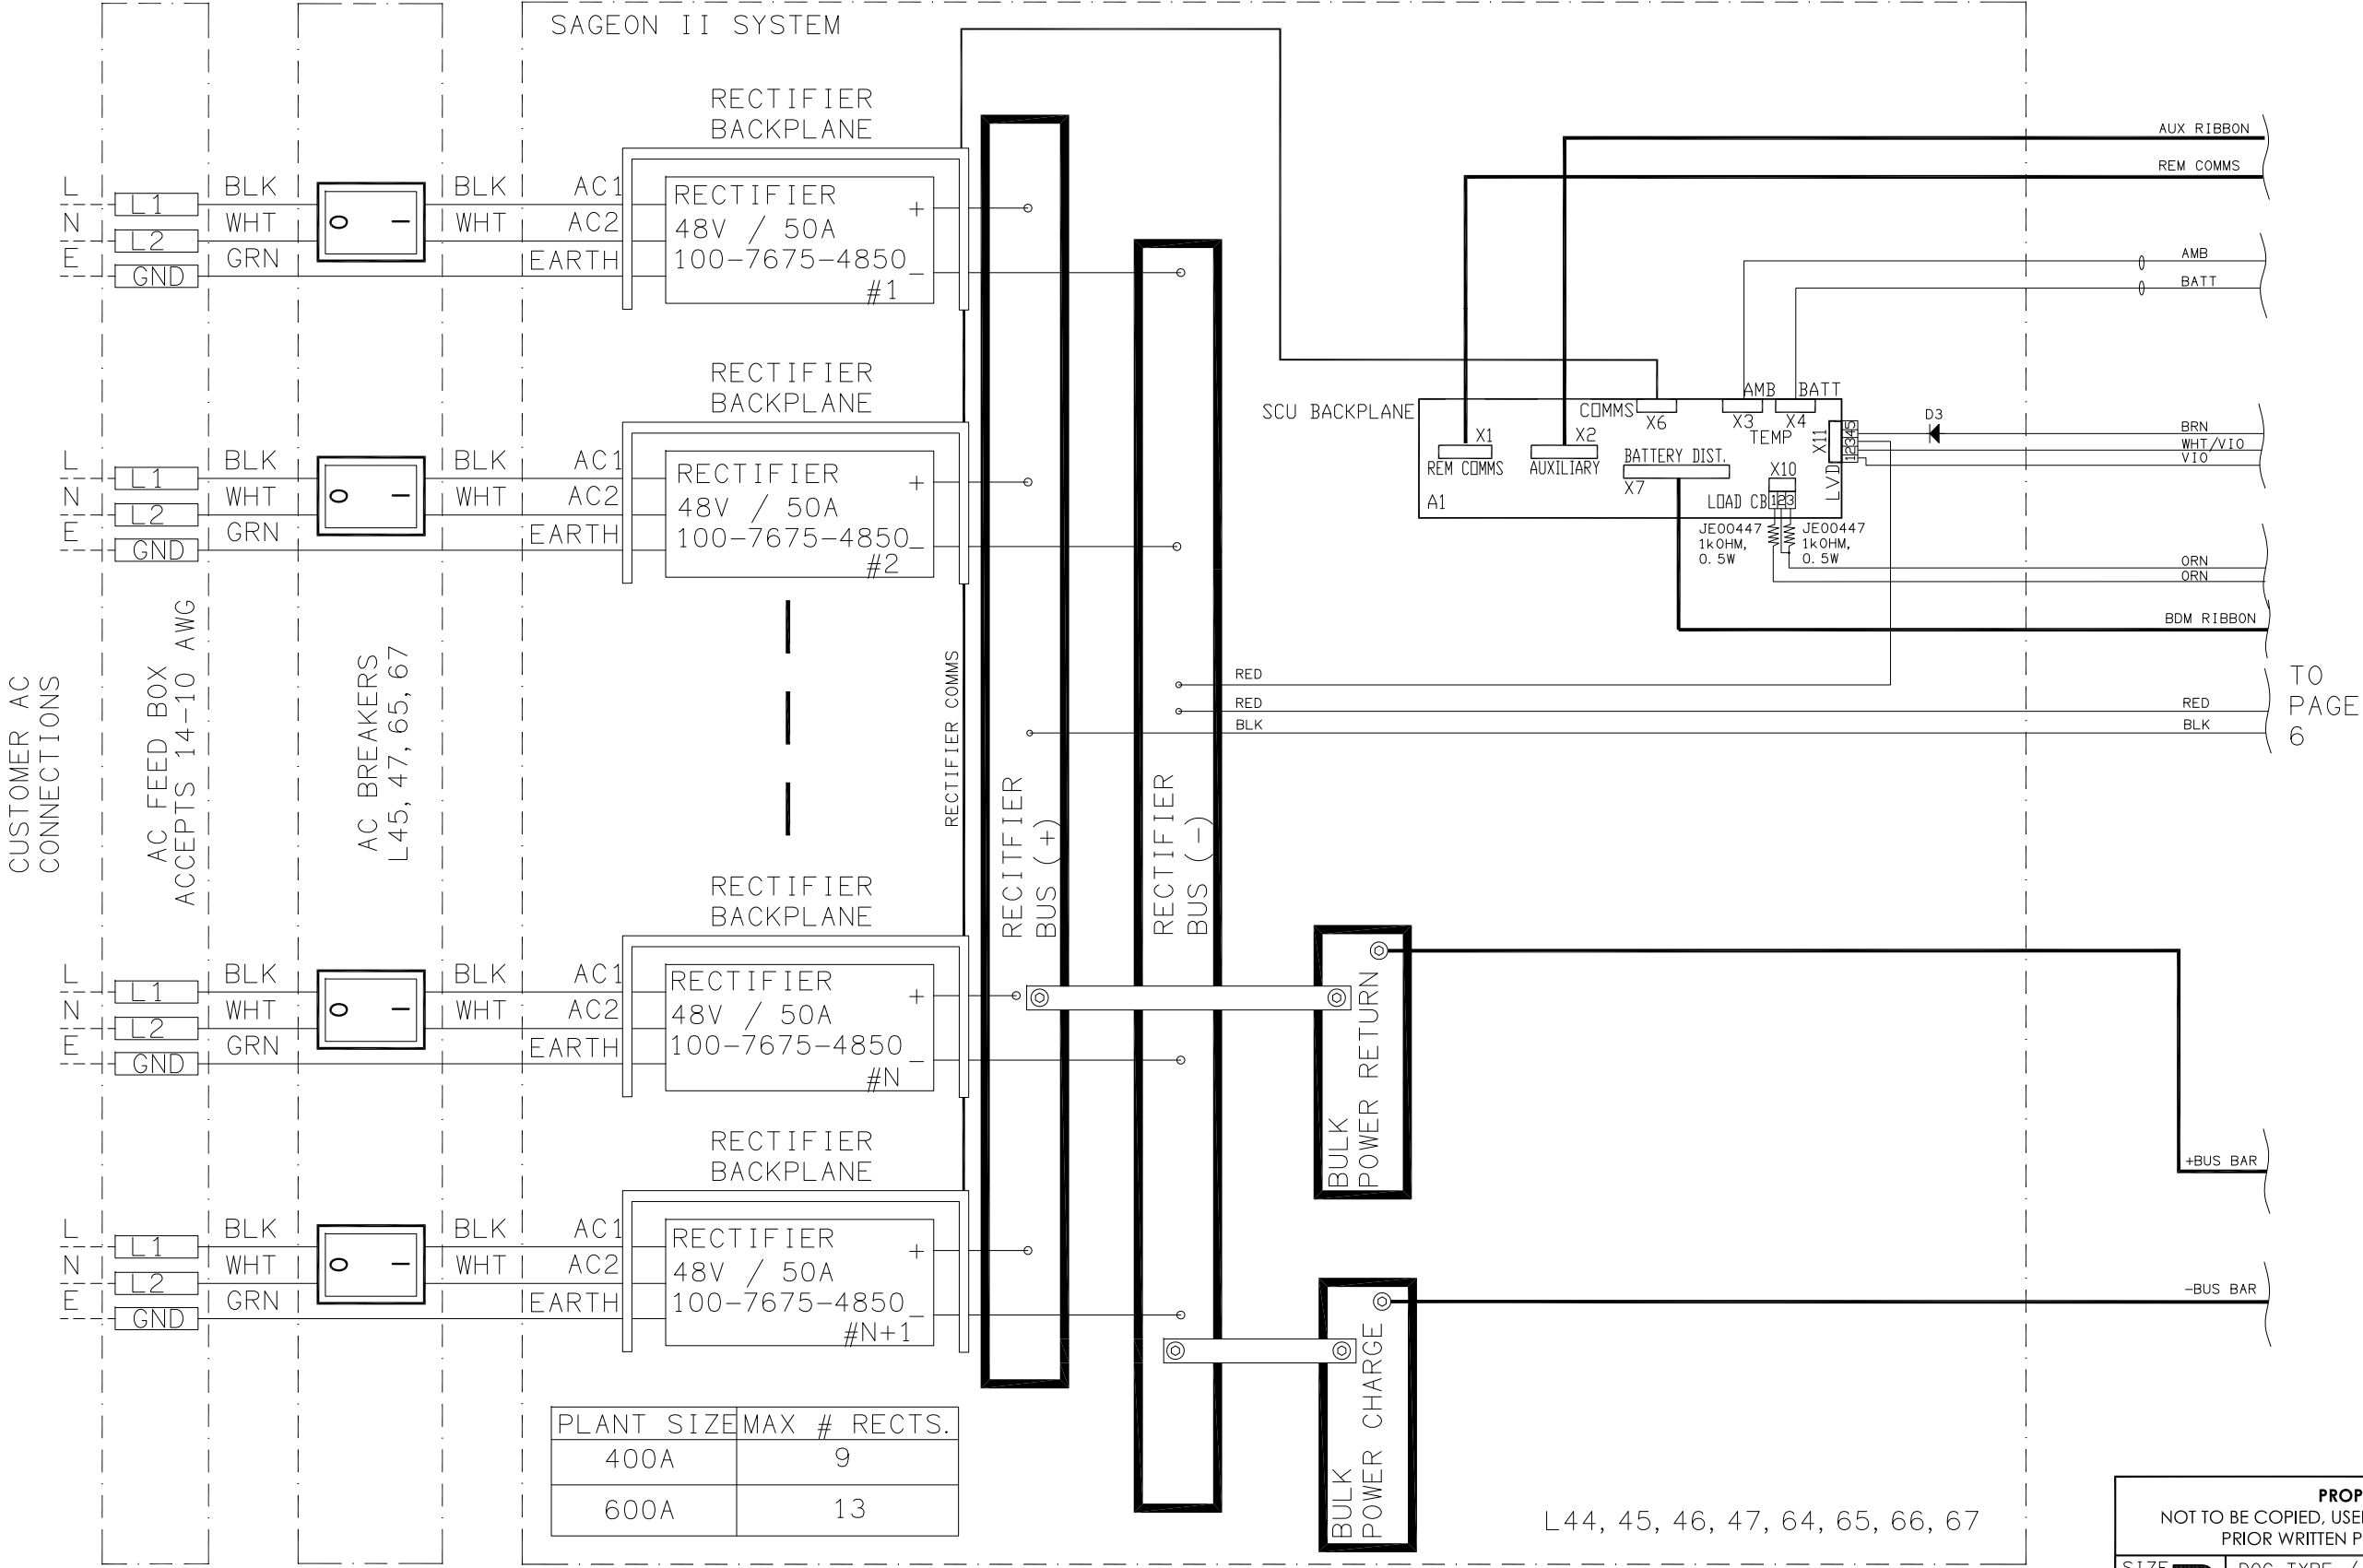 SAGEON II SYSTEM
RECTIFIER
BACKPLANE
L
N
E
L1
L2
GND
BLK
WHT
GRN
O I
BLK
WHT
AC1
AC2
EARTH
RECTIFIER +
48V / 50A
100-7675-4850 -
#1
RECTIFIER
BACKPLANE
L
N
E
L1
L2
GND
BLK
WHT
GRN
O I
BLK
WHT
AC1
AC2
EARTH
RECTIFIER +
48V / 50A
100-7675-4850 -
#2
CUSTOMER AC
CONNECTIONS
AC FEED BOX
ACCEPTS 14-10 AWG
AC BREAKERS
L45, 47, 65, 67
RECTIFIER COMMS
RECITFIER
BUS (+)
RECTIFIER
BUS (-)
RECTIFIER
BACKPLANE
L
N
E
L1
L2
GND
BLK
WHT
GRN
O I
BLK
WHT
AC1
AC2
EARTH
RECTIFIER +
48V / 50A
100-7675-4850 -
#N
RECTIFIER
BACKPLANE
L
N
E
L1
L2
GND
BLK
WHT
GRN
O I
BLK
WHT
AC1
AC2
EARTH
RECTIFIER +
48V / 50A
100-7675-4850 -
#N+1
PLANT SIZE MAX # RECTS.
400A 9
600A 13
SCU BACKPLANE
COMMS
X6
AMB
X3
BATT
X4
TEMP
X1
REM COMMS
X2
AUXILIARY
BATTERY DIST.
X7
X10
LOAD CB
123
X11
12345
LVD
A1
D3
JE00447
1kOHM,
0.5W
JE00447
1kOHM,
0.5W
AUX RIBBON
REM COMMS
AMB
BATT
BRN
WHT/VIO
VIO
ORN
ORN
BDM RIBBON
RED
RED
BLK
RED
BLK
TO
PAGE
6
BULK
POWER RETURN
+BUS BAR
BULK
POWER CHARGE
-BUS BAR
L44, 45, 46, 47, 64, 65, 66, 67
PROP
NOT TO BE COPIED, USE
PRIOR WRITTEN P
SIZE
DOC TYPE /